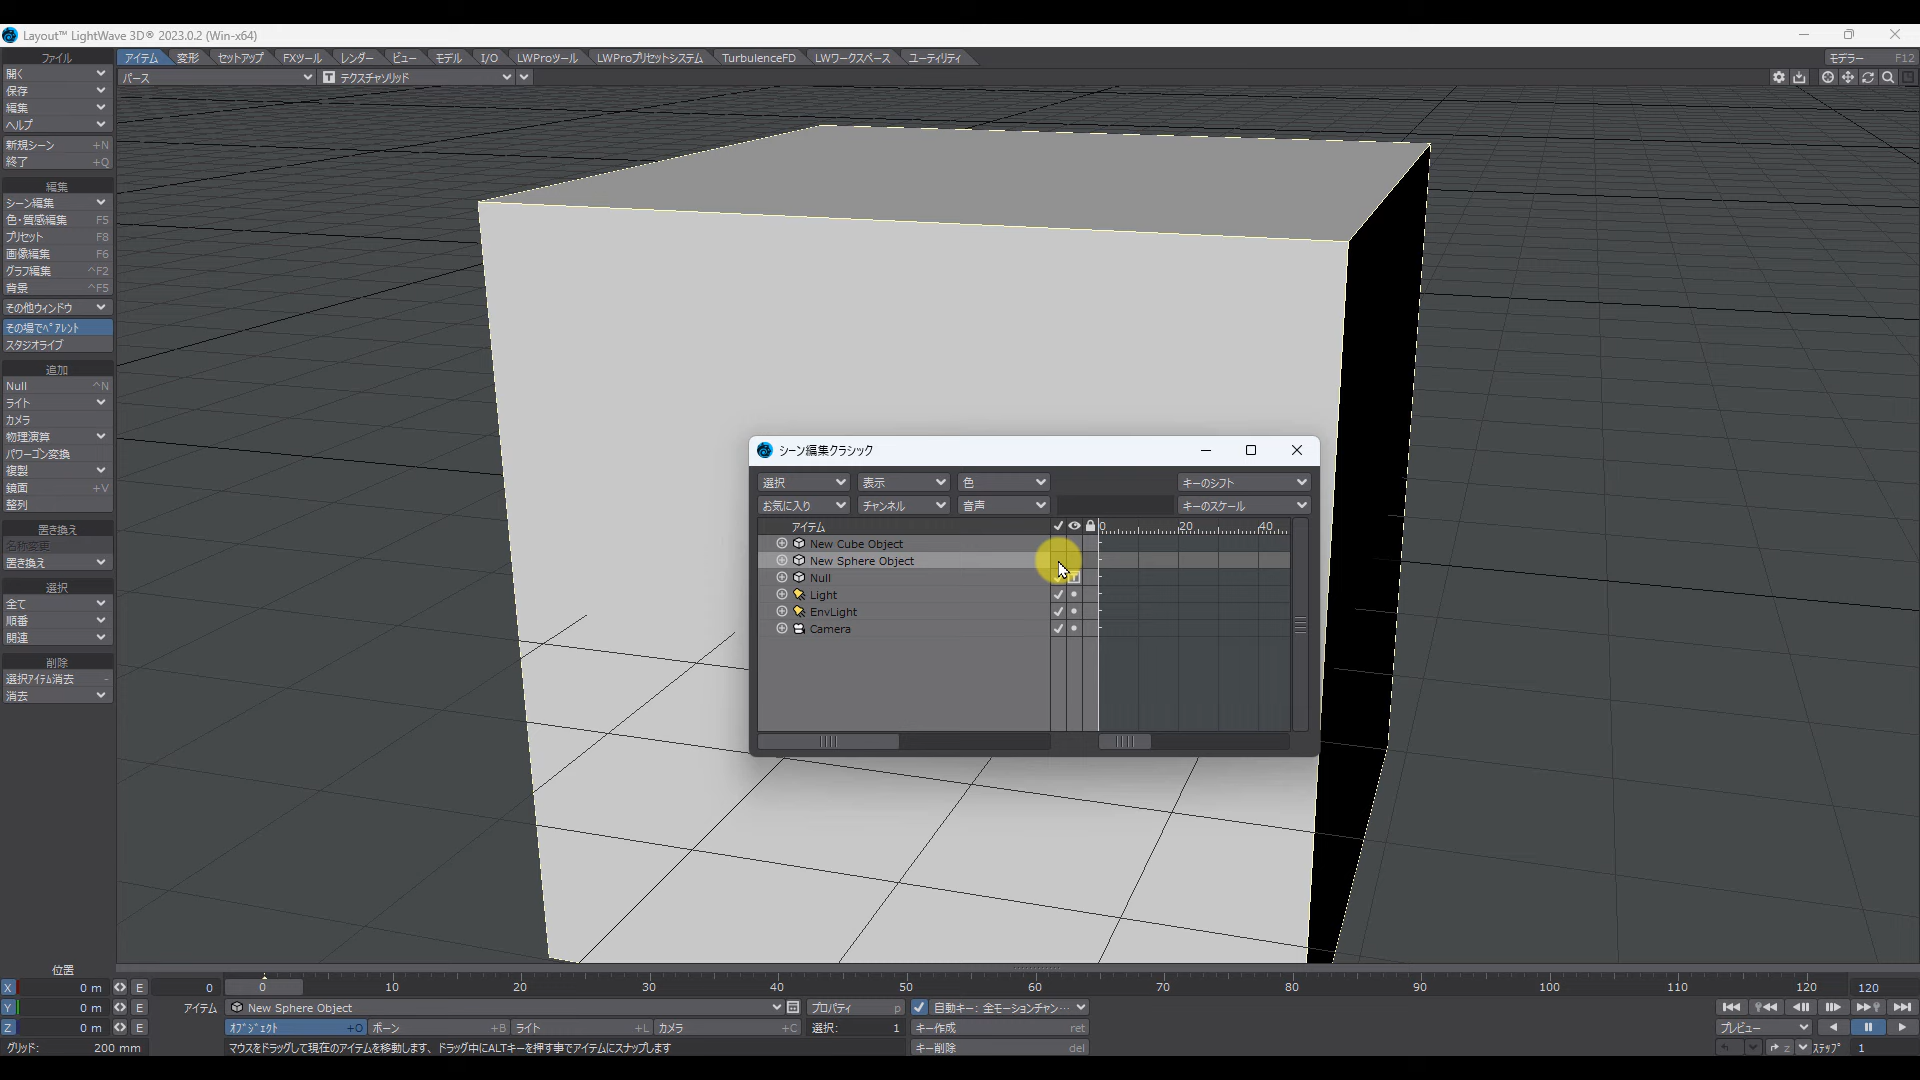 Layout™ LightWave 3D® 2023.0.2 (Win-x64)
ファイル
アイテム 変形 セットアップ FXツール レンダー ビュー モデル I/O LWProツール LWProプリセットシステム TurbulenceFD LWワークスペース ユーティリティ モデラー F12
開く
パース T テクスチャソリッド
保存
編集
ヘルプ
新規シーン +N
終了 +Q
編集
シーン編集
色・質感編集 F5
プリセット F8
画像編集 F6
グラフ編集 ^F2
背景 ^F5
その他ウィンドウ
その場でペアレント
スタジオライブ
追加
Null ^N
ライト
カメラ
物理演算
パワーゴン変換
複製
鏡面 +V
整列
置き換え
名称変更
置き換え
選択
全て
順番
関連
削除
選択アイテム消去 -
消去
シーン編集クラシック
選択 表示 色 キーのシフト
お気に入り チャンネル 音声 キーのスケール
アイテム 0 20 40
New Cube Object
New Sphere Object
Null
Light
EnvLight
Camera
位置
X 0 m E 0 0 10 20 30 40 50 60 70 80 90 100 110 120 120
Y 0 m E アイテム New Sphere Object プロパティ p 自動キー: 全モーションチャン…
Z 0 m E オブジェクト +O ボーン +B ライト +L カメラ +C 選択: 1 キー作成 ret プレビュー
グリッド: 200 mm マウスをドラッグして現在のアイテムを移動します、ドラッグ中にALTキーを押す事でアイテムにスナップします キー削除 del z ステップ 1